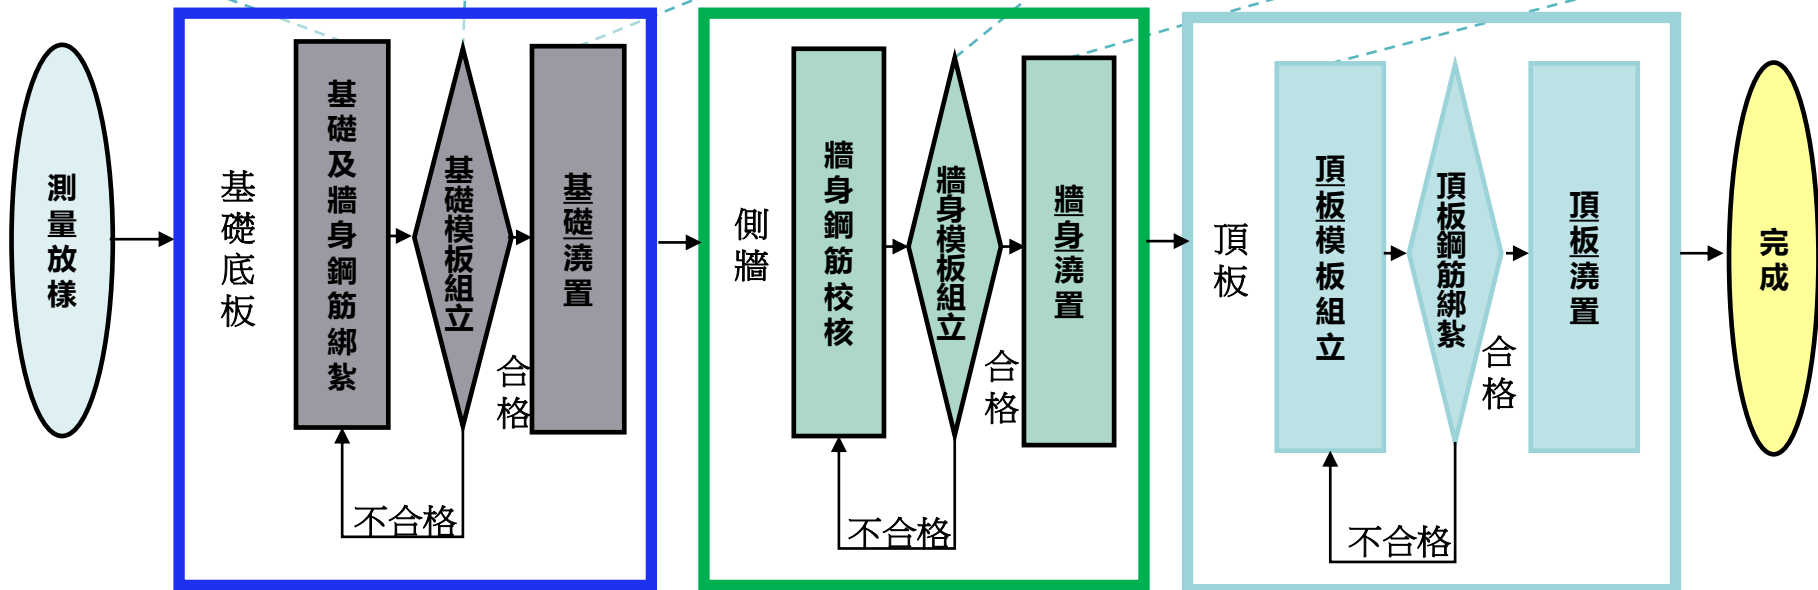 測量放樣
基礎底板
基礎及牆身鋼筋綁紮
基礎模板組立
基礎澆置
合格
不合格
側牆
牆身鋼筋校核
牆身模板組立
牆身澆置
合格
不合格
頂板
頂板模板組立
頂板鋼筋綁紮
頂板澆置
合格
不合格
完成